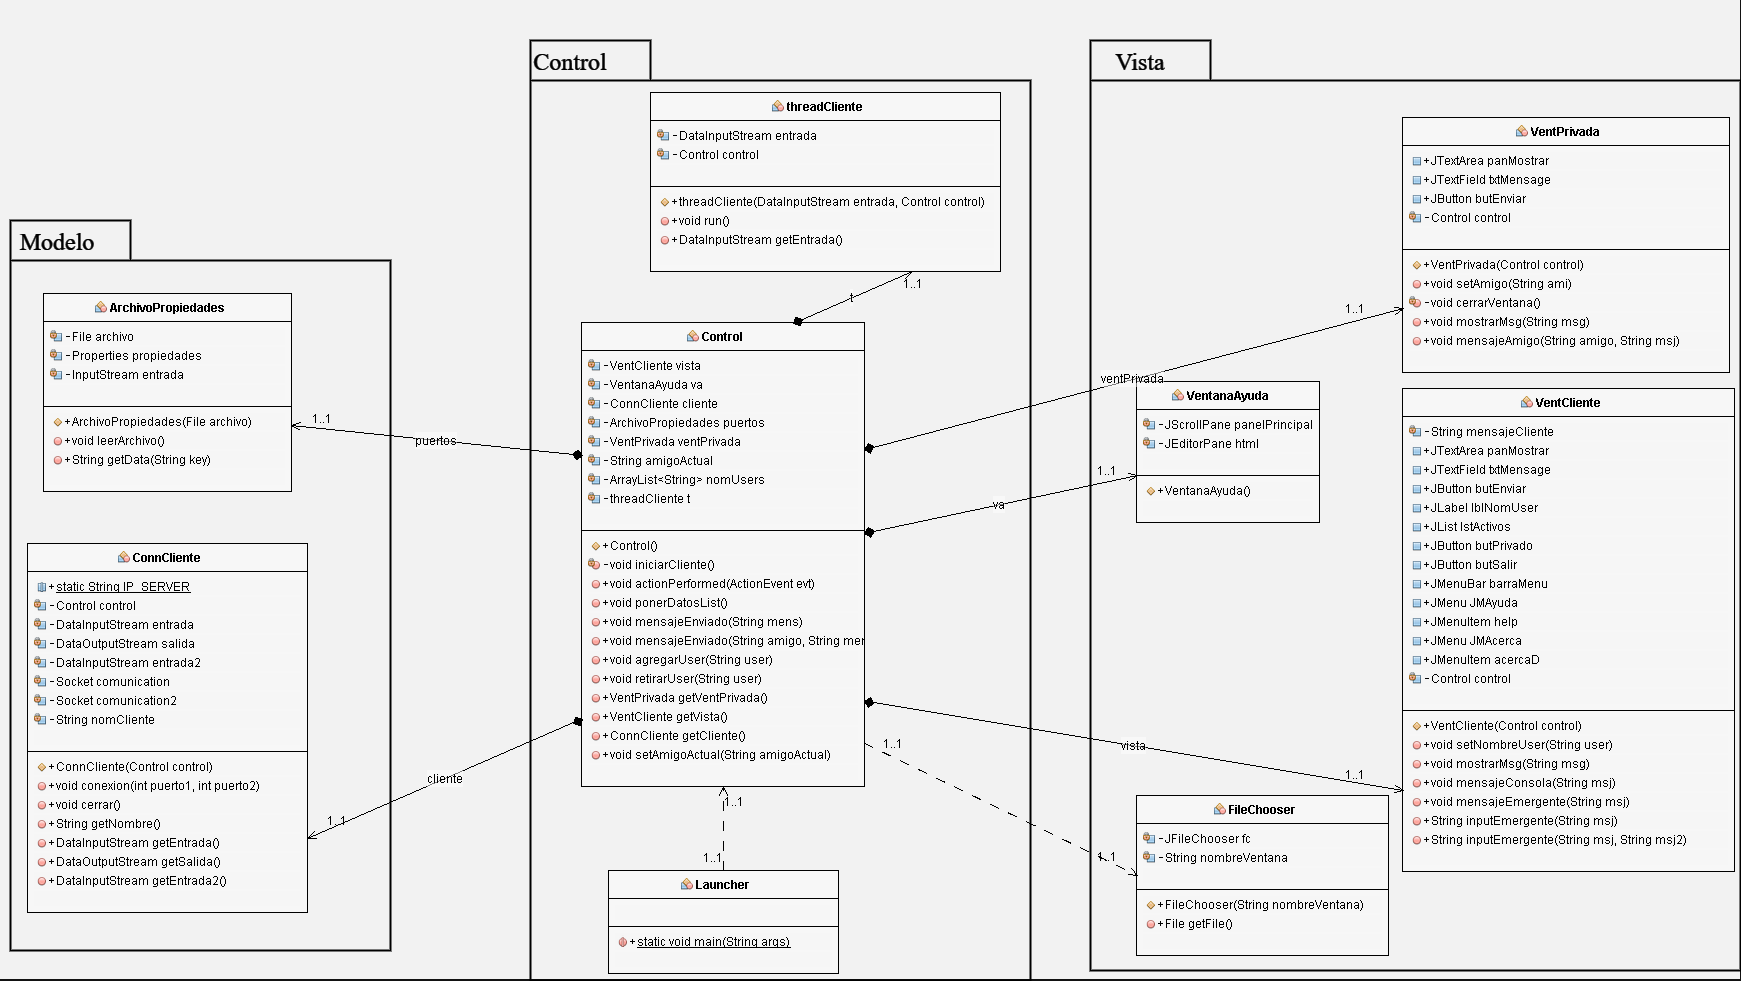 Modelo
ArchivoPropiedades
-File archivo
-Properties propiedades
-InputStream entrada
+ArchivoPropiedades(File archivo)
+void leerArchivo()
+String getData(String key)
ConnCliente
+static String IP_SERVER
-Control control
-DataInputStream entrada
-DataOutputStream salida
-DataInputStream entrada2
-Socket comunication
-Socket comunication2
-String nomCliente
+ConnCliente(Control control)
+void conexion(int puerto1, int puerto2)
+void cerrar()
+String getNombre()
+DataInputStream getEntrada()
+DataOutputStream getSalida()
+DataInputStream getEntrada2()
1..1
puertos
cliente
1..1
Control
threadCliente
-DataInputStream entrada
-Control control
+threadCliente(DataInputStream entrada, Control control)
+void run()
+DataInputStream getEntrada()
1..1
t
Control
-VentCliente vista
-VentanaAyuda va
-ConnCliente cliente
-ArchivoPropiedades puertos
-VentPrivada ventPrivada
-String amigoActual
-ArrayList<String> nomUsers
-threadCliente t
+Control()
-void iniciarCliente()
+void actionPerformed(ActionEvent evt)
+void ponerDatosList()
+void mensajeEnviado(String mens)
+void mensajeEnviado(String amigo, String mer
+void agregarUser(String user)
+void retirarUser(String user)
+VentPrivada getVentPrivada()
+VentCliente getVista()
+ConnCliente getCliente()
+void setAmigoActual(String amigoActual)
1..1
1..1
1..1
Launcher
+static void main(String args)
Vista
VentPrivada
+JTextArea panMostrar
+JTextField txtMensage
+JButton butEnviar
-Control control
+VentPrivada(Control control)
+void setAmigo(String ami)
-void cerrarVentana()
+void mostrarMsg(String msg)
+void mensajeAmigo(String amigo, String msj)
1..1
ventPrivada
VentanaAyuda
-JScrollPane panelPrincipal
-JEditorPane html
+VentanaAyuda()
1..1
va
VentCliente
-String mensajeCliente
+JTextArea panMostrar
+JTextField txtMensage
+JButton butEnviar
+JLabel lblNomUser
+JList lstActivos
+JButton butPrivado
+JButton butSalir
+JMenuBar barraMenu
+JMenu JMAyuda
+JMenuItem help
+JMenu JMAcerca
+JMenuItem acercaD
-Control control
+VentCliente(Control control)
+void setNombreUser(String user)
+void mostrarMsg(String msg)
+void mensajeConsola(String msj)
+void mensajeEmergente(String msj)
+String inputEmergente(String msj)
+String inputEmergente(String msj, String msj2)
vista
1..1
FileChooser
-JFileChooser fc
-String nombreVentana
+FileChooser(String nombreVentana)
+File getFile()
1..1